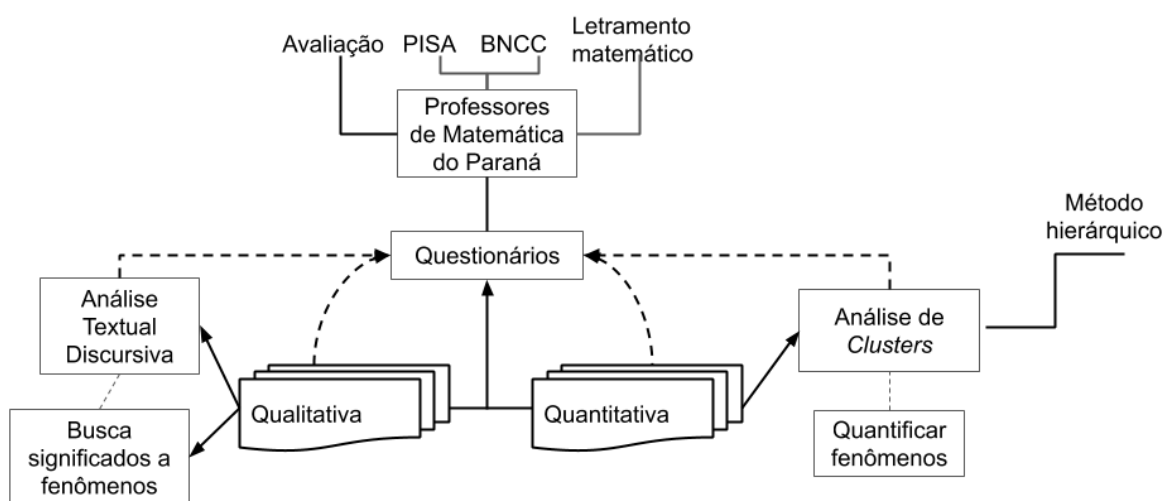 Avaliação
PISA
BNCC
Letramento
matemático
Professores
de Matemática
do Paraná
Método
hierárquico
Questionários
Análise
Textual
Discursiva
Análise de
Clusters
Qualitativa
Quantitativa
Busca
significados a
fenômenos
Quantificar
fenômenos